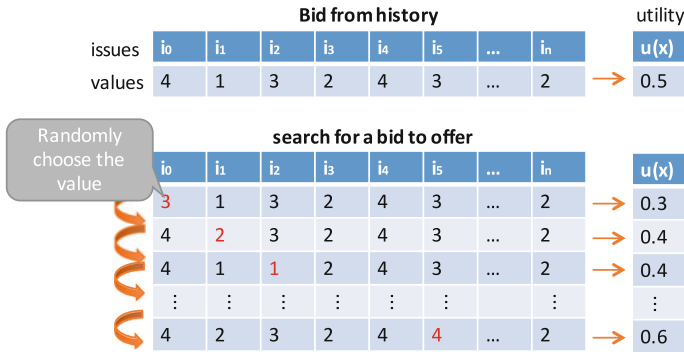 Bid from history utility
issues i₀ i₁ i₂ i₃ i₄ i₅ ... iₙ u(x)
values 4 1 3 2 4 3 ... 2 0.5
Randomly
choose the
value
search for a bid to offer
i₀ i₁ i₂ i₃ i₄ i₅ ... iₙ u(x)
3 1 3 2 4 3 ... 2 0.3
4 2 3 2 4 3 ... 2 0.4
4 1 1 2 4 3 ... 2 0.4
⋮ ⋮ ⋮ ⋮ ⋮ ⋮ ⋮ ⋮
4 2 3 2 4 4 ... 2 0.6